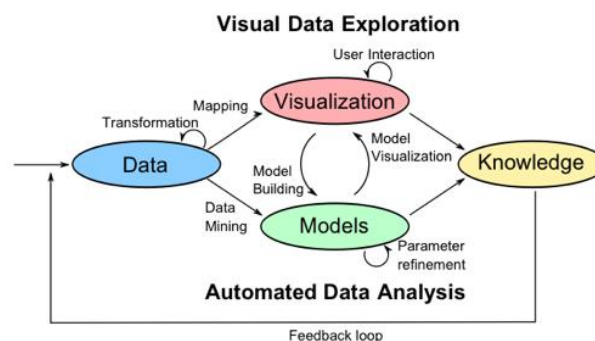 Visual Data Exploration
User Interaction
Transformation
Mapping
Visualization
Data
Model
Building
Model
Visualization
Knowledge
Data
Mining
Models
Parameter
refinement
Automated Data Analysis
Feedback loop